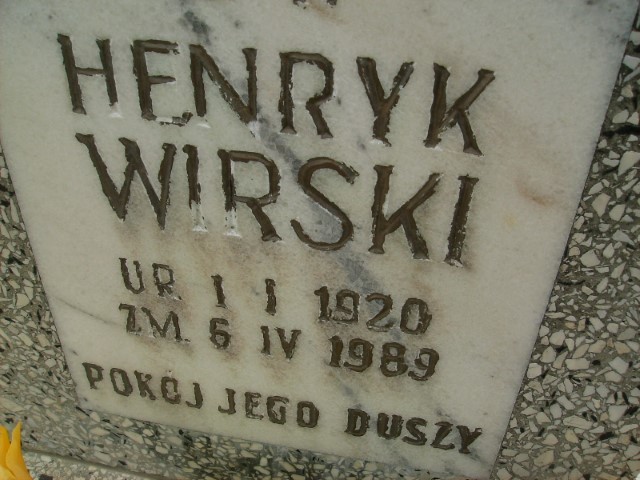 HENRYK
WIRSKI
UR. 1 I 1920
ZM. 6 IV 1989
POKÓJ JEGO DUSZY